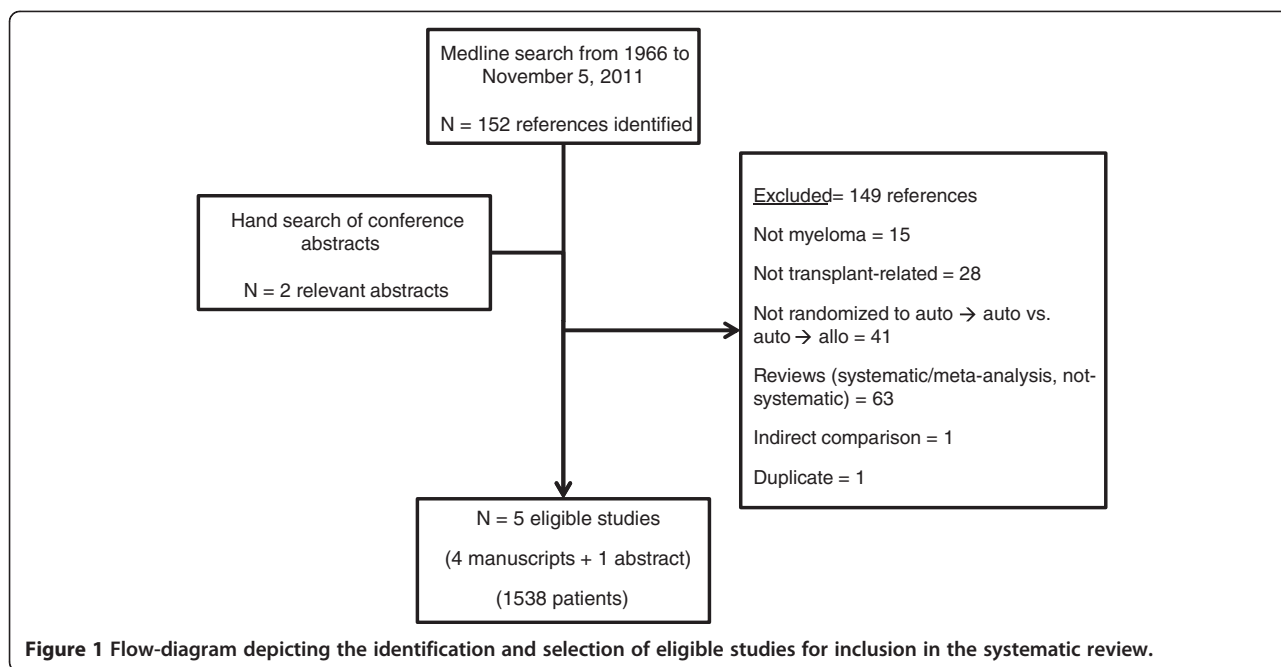 Medline search from 1966 to
November 5, 2011
N = 152 references identified
Hand search of conference
abstracts
N = 2 relevant abstracts
Excluded= 149 references
Not myeloma = 15
Not transplant-related = 28
Not randomized to auto → auto vs.
auto → allo = 41
Reviews (systematic/meta-analysis, not-
systematic) = 63
Indirect comparison = 1
Duplicate = 1
N = 5 eligible studies
(4 manuscripts + 1 abstract)
(1538 patients)
Figure 1 Flow-diagram depicting the identification and selection of eligible studies for inclusion in the systematic review.